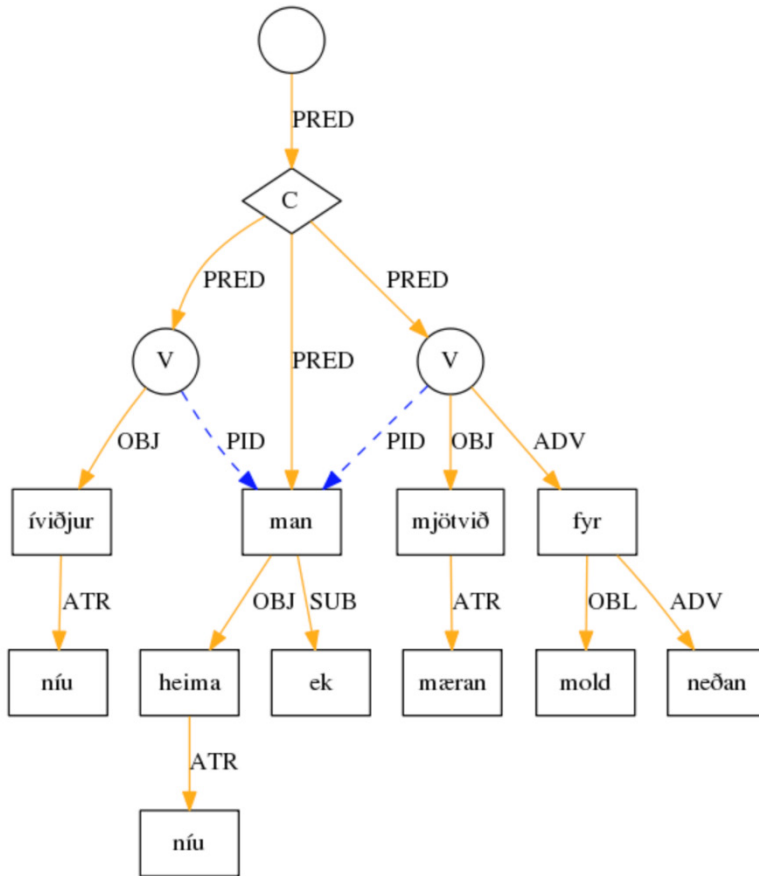 PRED
C
PRED PRED PRED
V V
OBJ PID PID OBJ ADV
íviðjur man mjötvið fyr
ATR OBJ SUB ATR OBL ADV
níu heima ek mæran mold neðan
ATR
níu